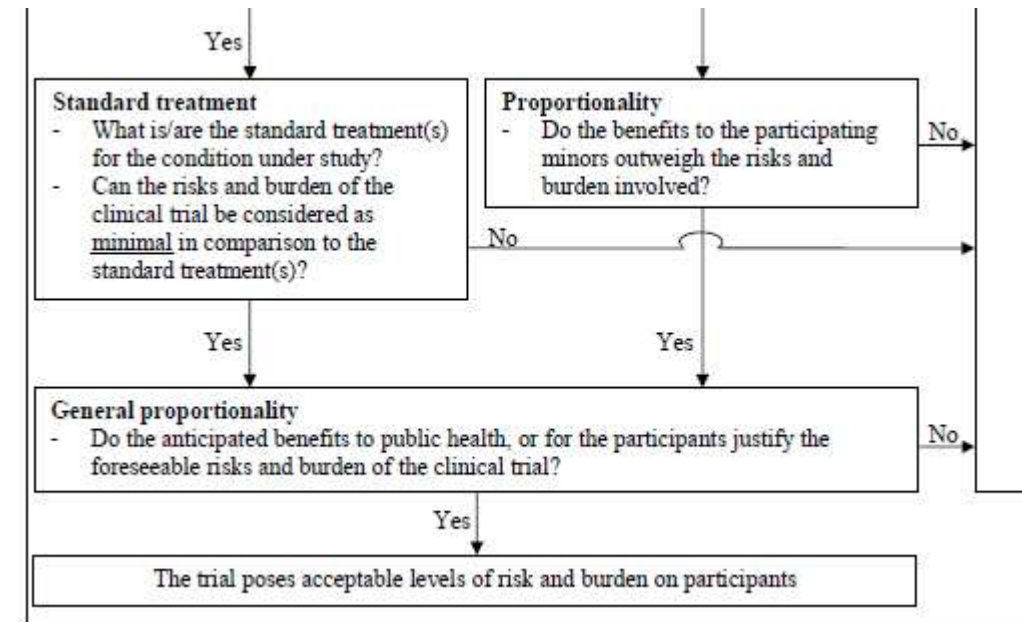 Yes
Standard treatment
- What is/are the standard treatment(s)
for the condition under study?
- Can the risks and burden of the
clinical trial be considered as
minimal in comparison to the
standard treatment(s)?
Proportionality
- Do the benefits to the participating
minors outweigh the risks and
burden involved?
No
No
Yes
Yes
General proportionality
- Do the anticipated benefits to public health, or for the participants justify the
foreseeable risks and burden of the clinical trial?
No
Yes
The trial poses acceptable levels of risk and burden on participants